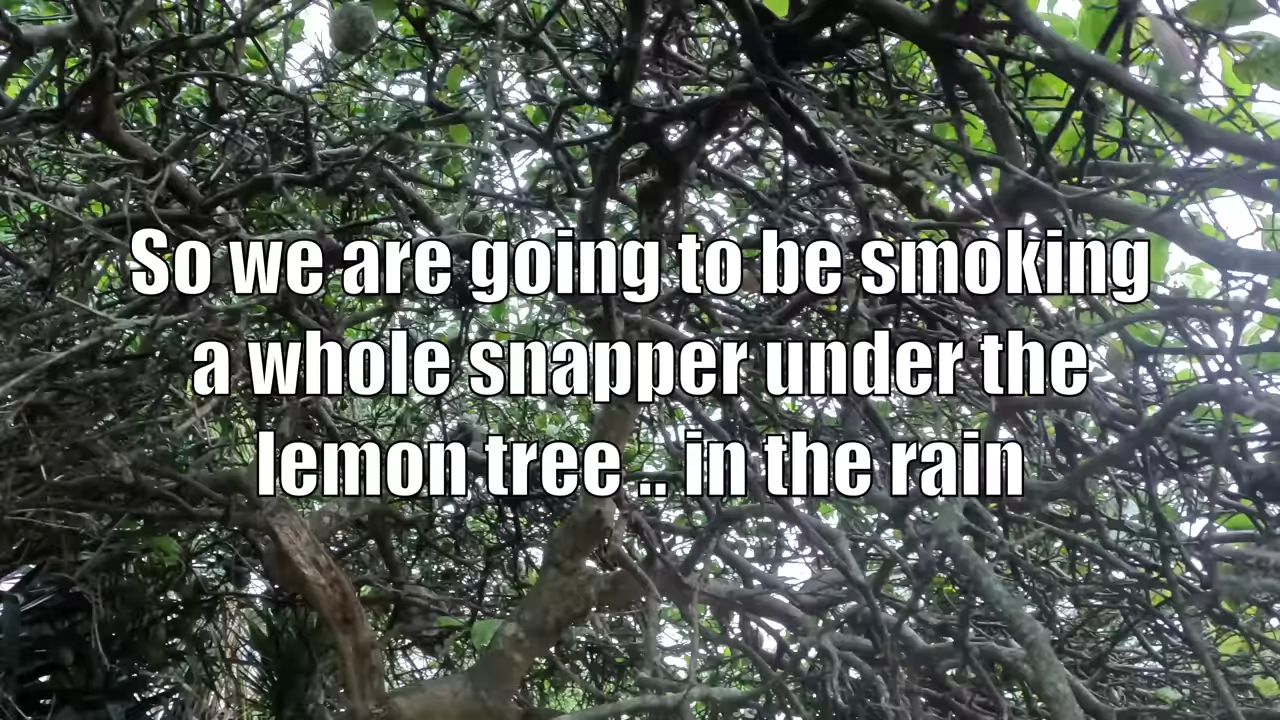 So we are going to be smoking
a whole snapper under the
lemon tree .. in the rain